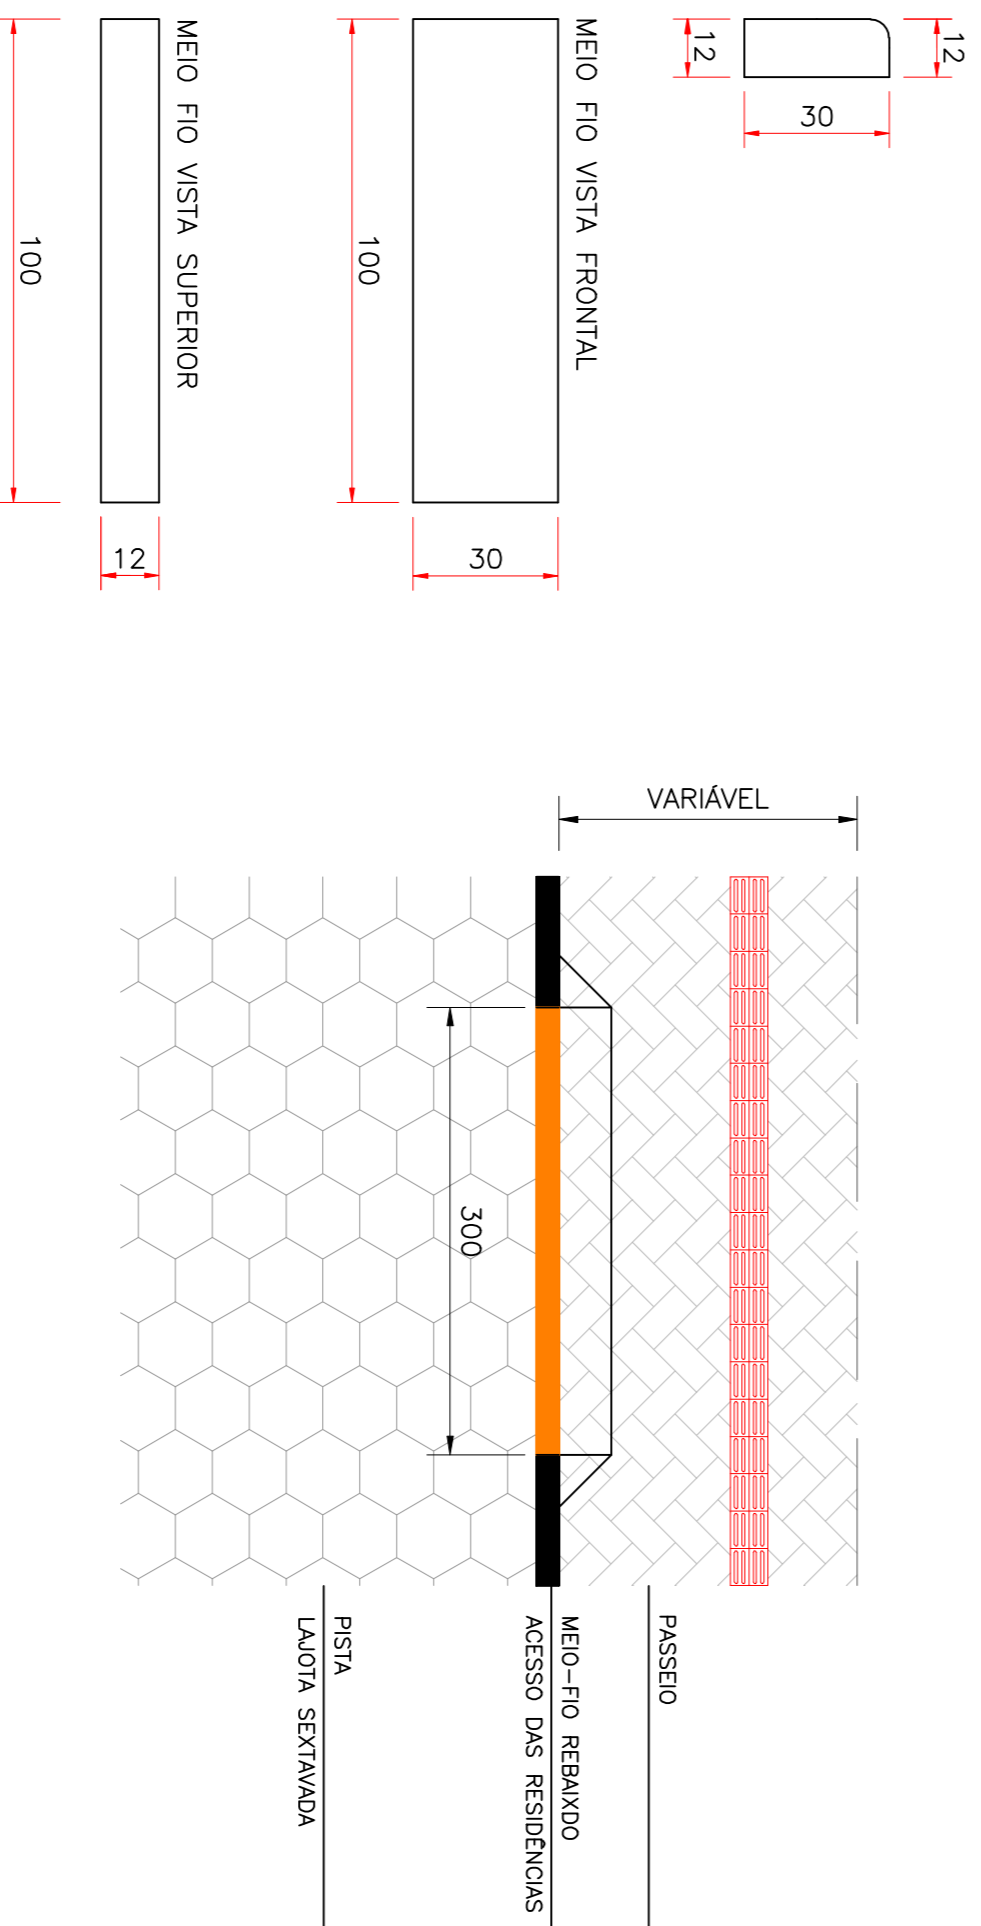 12
12
30
MEIO FIO VISTA FRONTAL
100
30
MEIO FIO VISTA SUPERIOR
100
12
VARIÁVEL
300
PASSEIO
MEIO-FIO REBAIXDO
ACESSO DAS RESIDÊNCIAS
PISTA
LAJOTA SEXTAVADA